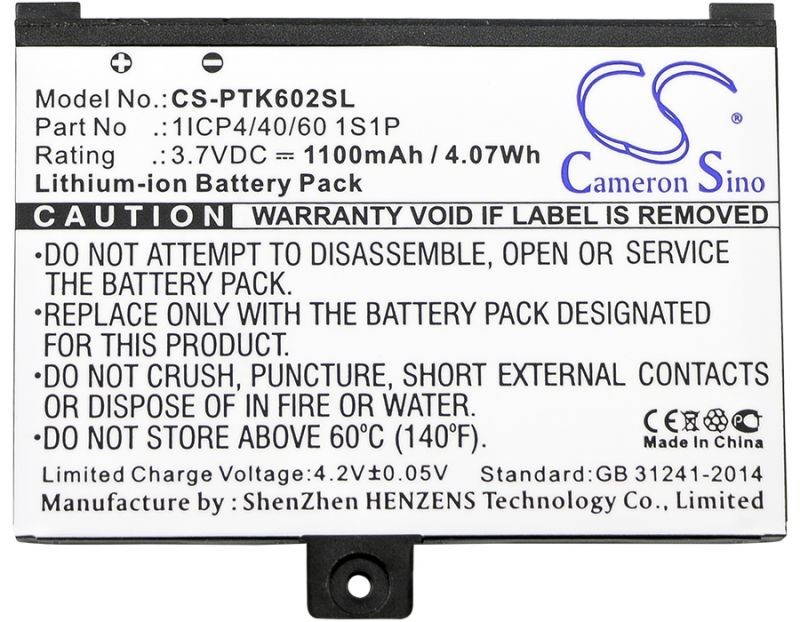 Model No.:CS-PTK602SL
Part No .:1ICP4/40/60 1S1P
Rating .:3.7VDC ⎓ 1100mAh / 4.07Wh
Lithium-ion Battery Pack
CS®
Cameron Sino
CAUTION WARRANTY VOID IF LABEL IS REMOVED
•DO NOT ATTEMPT TO DISASSEMBLE, OPEN OR SERVICE
THE BATTERY PACK.
•REPLACE ONLY WITH THE BATTERY PACK DESIGNATED
FOR THIS PRODUCT.
•DO NOT CRUSH, PUNCTURE, SHORT EXTERNAL CONTACTS
OR DISPOSE OF IN FIRE OR WATER.
•DO NOT STORE ABOVE 60°C (140°F).
CE
Made In China
Limited Charge Voltage:4.2V±0.05V Standard:GB 31241-2014
Manufacture by : ShenZhen HENZENS Technology Co., Limited